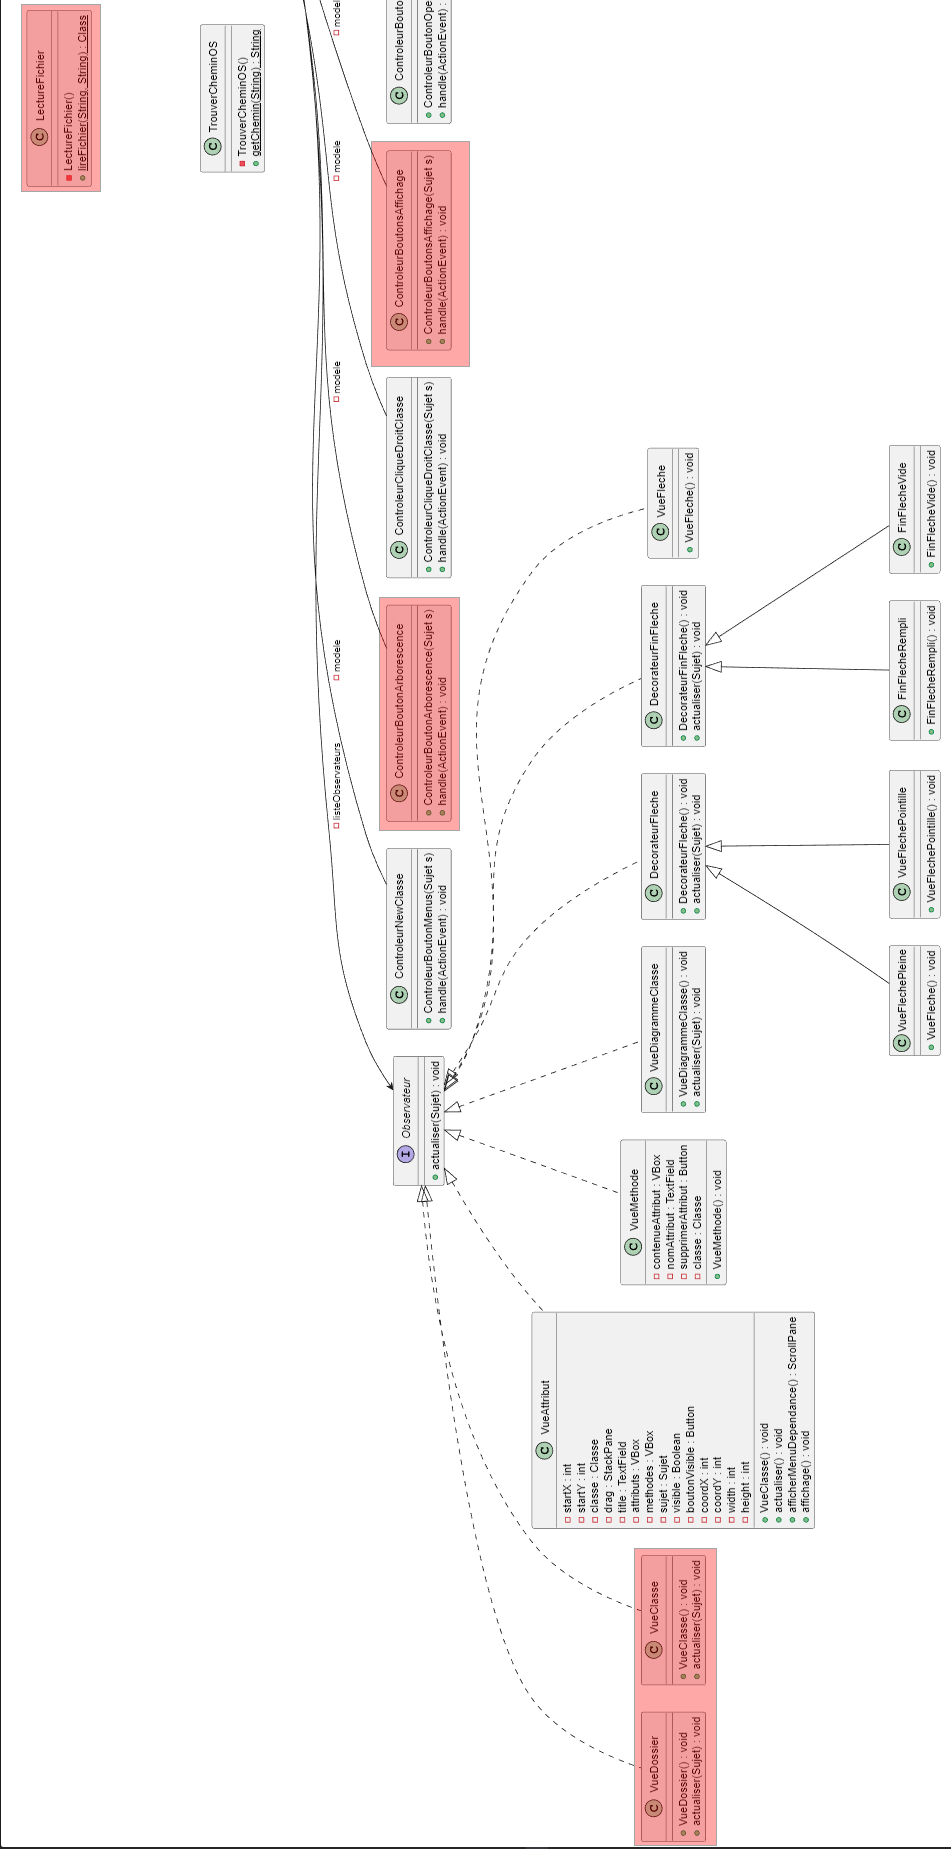 C LectureFichier
LectureFichier()
lireFichier(String, String) : Class
C TrouverCheminOS
TrouverCheminOS()
getChemin(String) : String
modele
modele
modele
modele
listeObservateurs
C ControleurBouto
ControleurBoutonOpe
handle(ActionEvent) :
C ControleurBoutonsAffichage
ControleurBoutonsAffichage(Sujet s)
handle(ActionEvent) : void
C ControleurCliqueDroitClasse
ControleurCliqueDroitClasse(Sujet s)
handle(ActionEvent) : void
C ControleurBoutonArborescence
ControleurBoutonArborescence(Sujet s)
handle(ActionEvent) : void
C ControleurNewClasse
ControleurBoutonMenus(Sujet s)
handle(ActionEvent) : void
I Observateur
actualiser(Sujet) : void
C VueFleche
VueFleche() : void
C DecorateurFinFleche
DecorateurFinFleche() : void
actualiser(Sujet) : void
C DecorateurFleche
DecorateurFleche() : void
actualiser(Sujet) : void
C VueDiagrammeClasse
VueDiagrammeClasse() : void
actualiser(Sujet) : void
C VueMethode
contenueAttribut : VBox
nomAttribut : TextField
supprimerAttribut : Button
classe : Classe
VueMethode() : void
C VueAttribut
startX : int
startY : int
classe : Classe
drag : StackPane
title : TextField
attributs : VBox
methodes : VBox
sujet : Sujet
visible : Boolean
boutonVisible : Button
coordX : int
coordY : int
width : int
height : int
VueClasse() : void
actualiser() : void
afficherMenuDependance() : ScrollPane
affichage() : void
C VueClasse
VueClasse() : void
actualiser(Sujet) : void
C VueDossier
VueDossier() : void
actualiser(Sujet) : void
C FinFlecheVide
FinFlecheVide() : void
C FinFlecheRempli
FinFlecheRempli() : void
C VueFlechePointille
VueFlechePointille() : void
C VueFlechePleine
VueFleche() : void